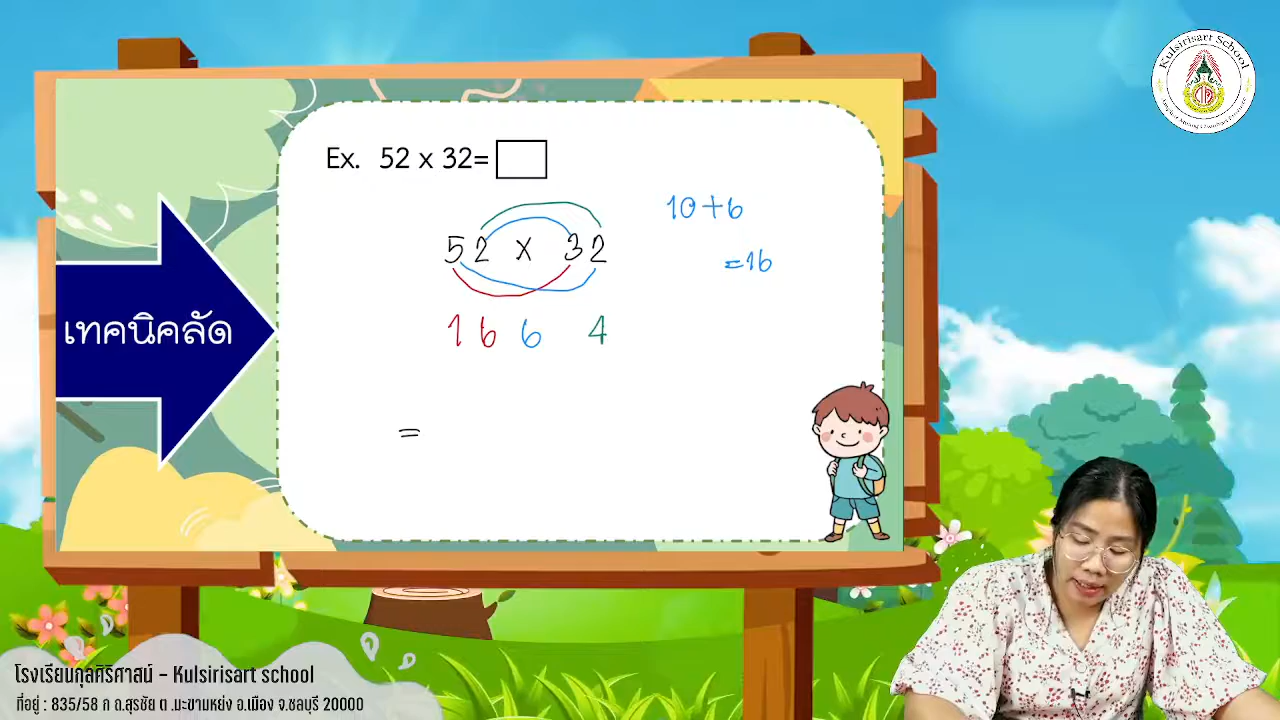 Kulsirisart School
Ex. 52 x 32=
10+6
52 x 32
=16
เทคนิคลัด
16 6 4
=
โรงเรียนกุลศิริศาสน์ - Kulsirisart school
ที่อยู่ : 835/58 ก ถ.สุรชัย ต .มะขามหย่ง อ.เมือง จ.ชลบุรี 20000